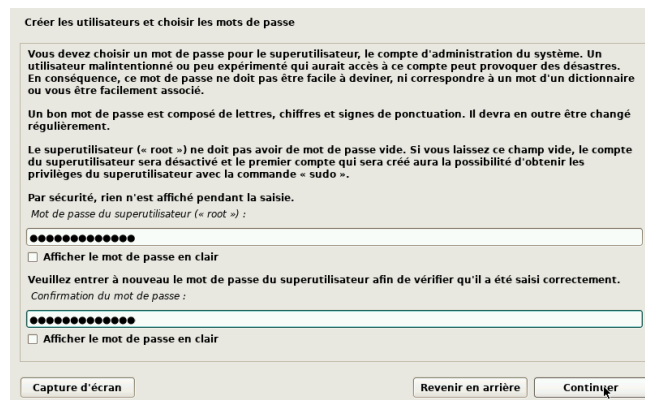 Créer les utilisateurs et choisir les mots de passe
Vous devez choisir un mot de passe pour le superutilisateur, le compte d'administration du système. Un
utilisateur malintentionné ou peu expérimenté qui aurait accès à ce compte peut provoquer des désastres.
En conséquence, ce mot de passe ne doit pas être facile à deviner, ni correspondre à un mot d'un dictionnaire
ou vous être facilement associé.
Un bon mot de passe est composé de lettres, chiffres et signes de ponctuation. Il devra en outre être changé
régulièrement.
Le superutilisateur (« root ») ne doit pas avoir de mot de passe vide. Si vous laissez ce champ vide, le compte
du superutilisateur sera désactivé et le premier compte qui sera créé aura la possibilité d'obtenir les
privilèges du superutilisateur avec la commande « sudo ».
Par sécurité, rien n'est affiché pendant la saisie.
Mot de passe du superutilisateur (« root ») :
●●●●●●●●●●●●●
Afficher le mot de passe en clair
Veuillez entrer à nouveau le mot de passe du superutilisateur afin de vérifier qu'il a été saisi correctement.
Confirmation du mot de passe :
●●●●●●●●●●●●●
Afficher le mot de passe en clair
Capture d'écran
Revenir en arrière
Continuer